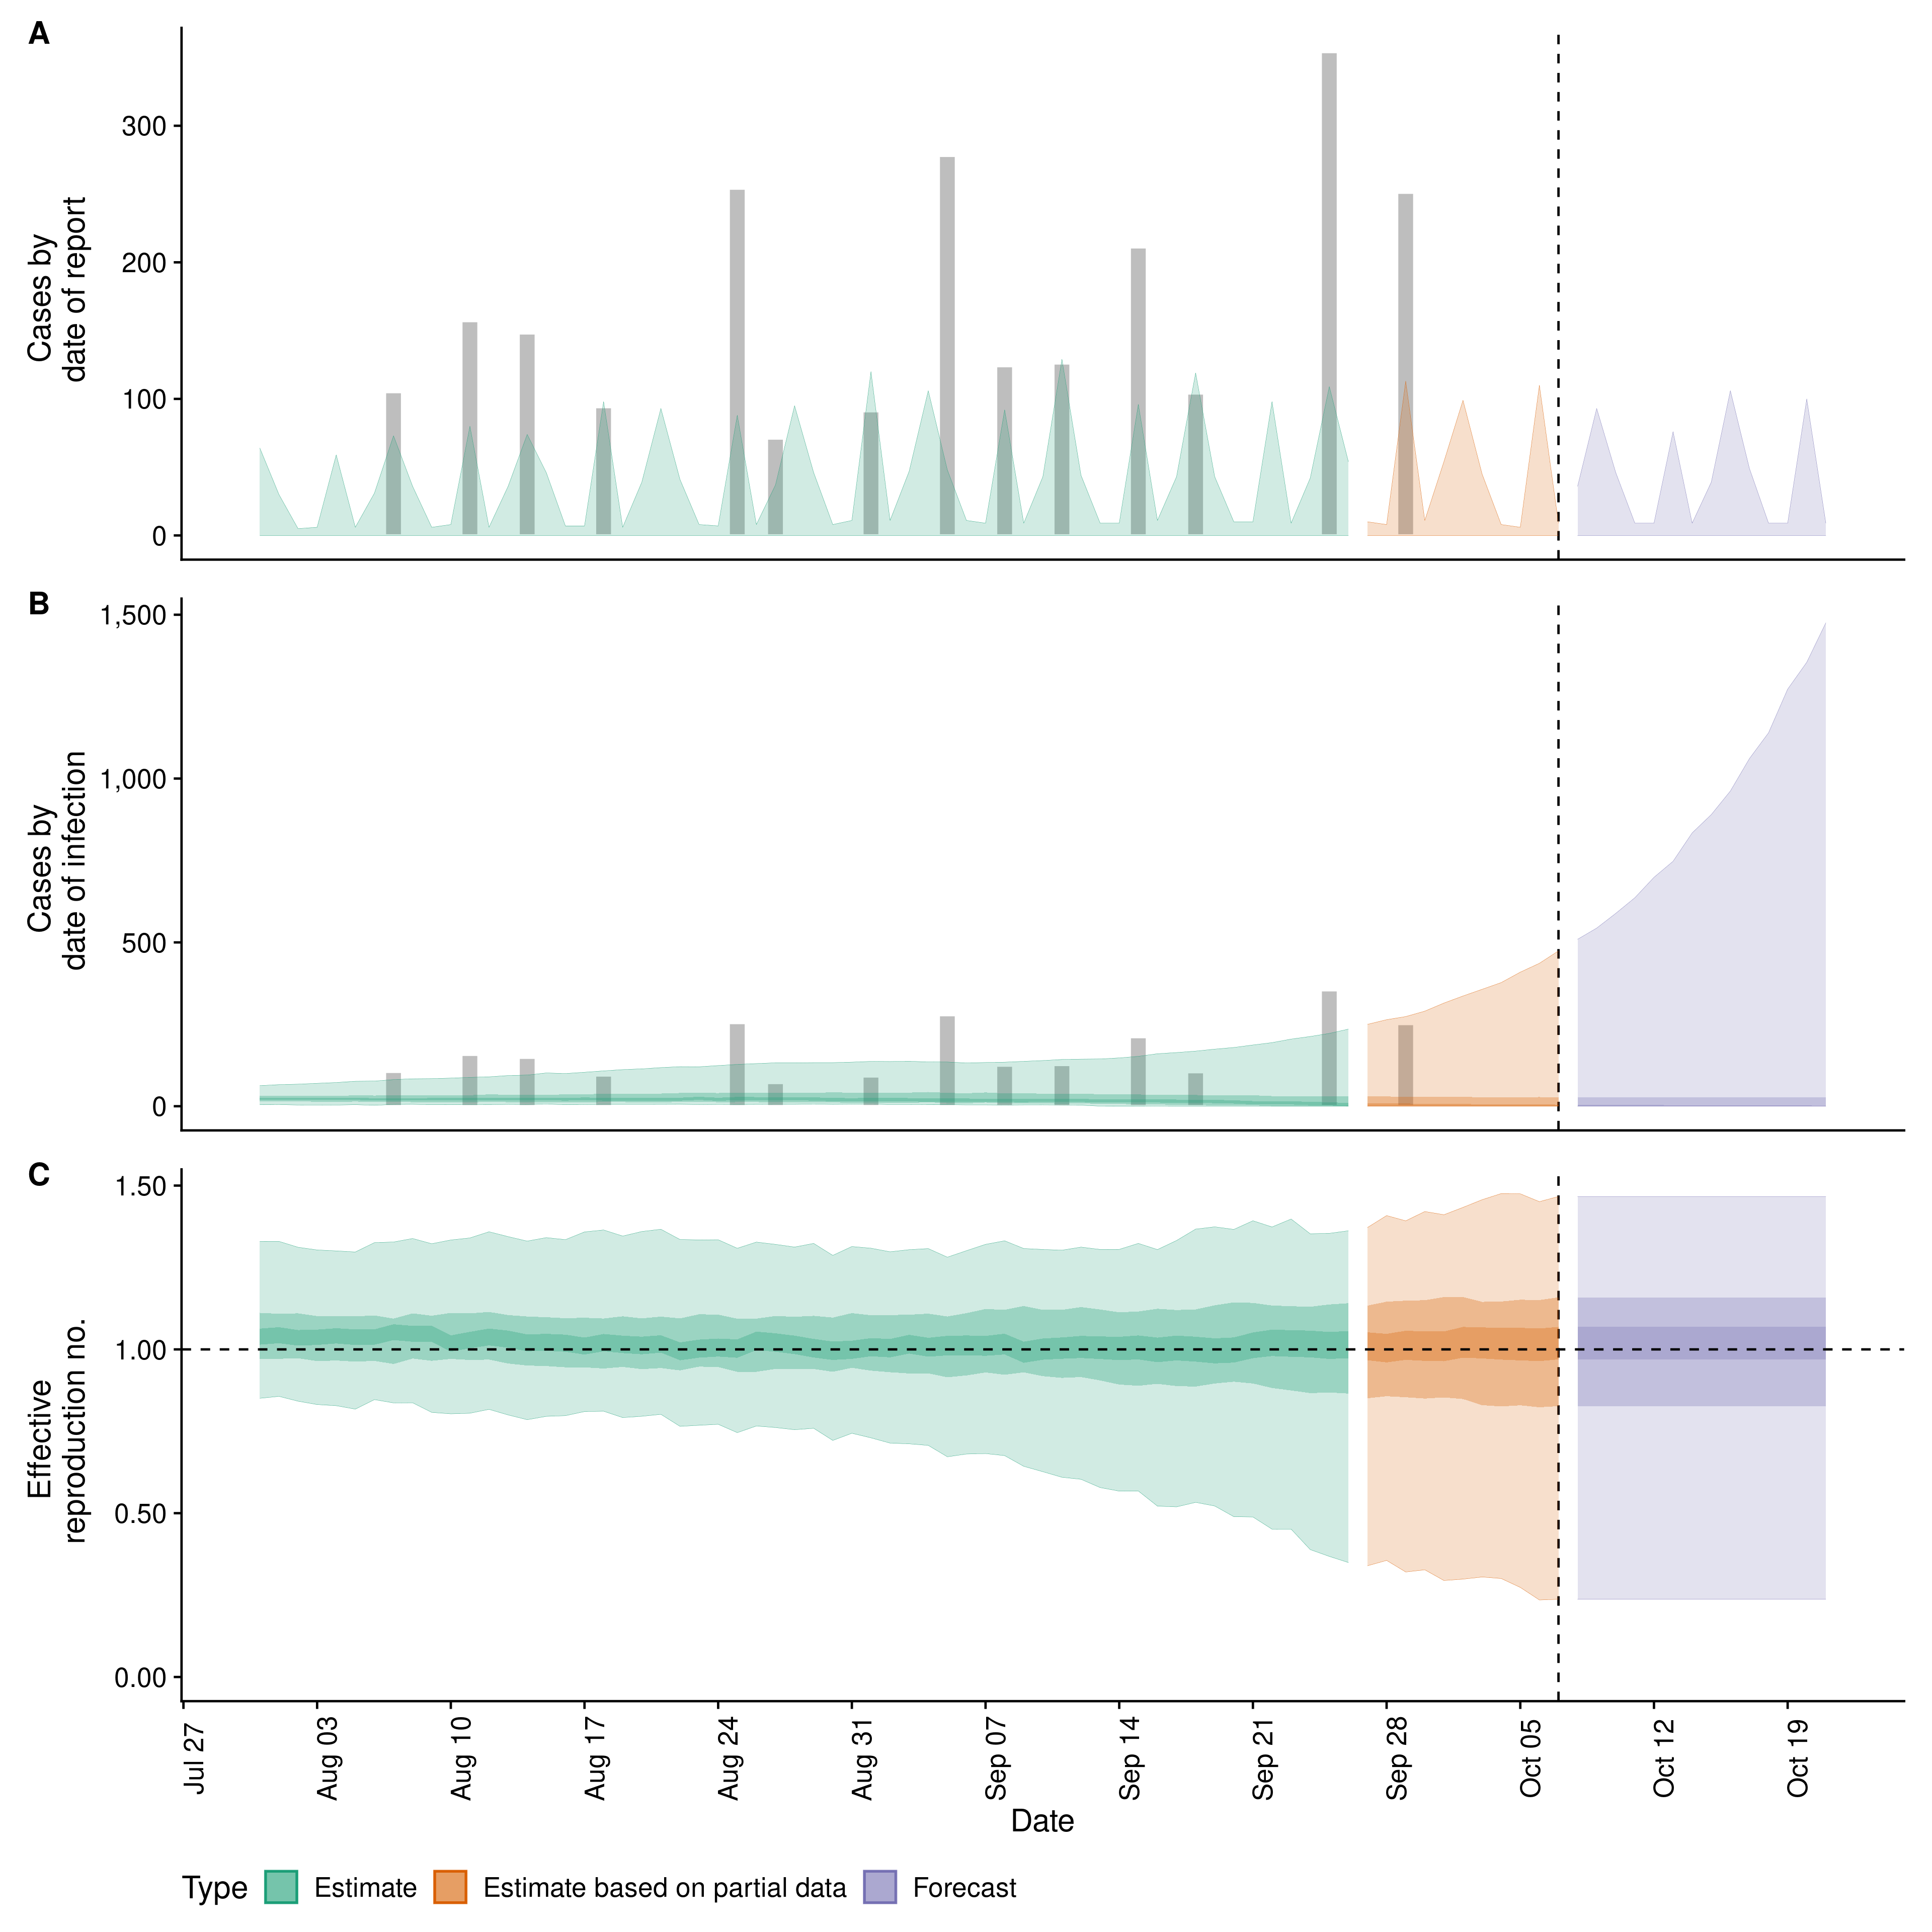 A
Cases by
date of report
300
200
100
0
B
Cases by
date of infection
1,500
1,000
500
0
C
Effective
reproduction no.
1.50
1.00
0.50
0.00
Jul 27
Aug 03
Aug 10
Aug 17
Aug 24
Aug 31
Sep 07
Sep 14
Sep 21
Sep 28
Oct 05
Oct 12
Oct 19
Date
Type Estimate Estimate based on partial data Forecast